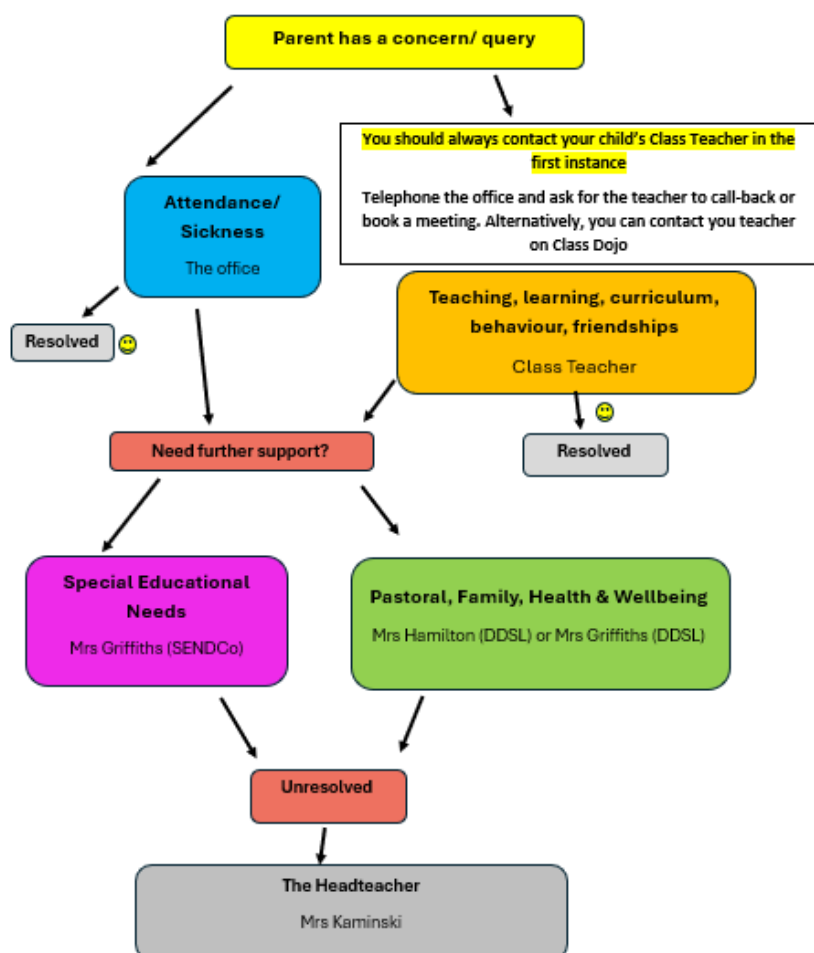 Parent has a concern/ query
You should always contact your child's Class Teacher in the
first instance
Telephone the office and ask for the teacher to call-back or
book a meeting. Alternatively, you can contact you teacher
on Class Dojo
Attendance/
Sickness
The office
Teaching, learning, curriculum,
behaviour, friendships
Class Teacher
Resolved
Need further support?
Resolved
Special Educational
Needs
Mrs Griffiths (SENDCo)
Pastoral, Family, Health & Wellbeing
Mrs Hamilton (DDSL) or Mrs Griffiths (DDSL)
Unresolved
The Headteacher
Mrs Kaminski